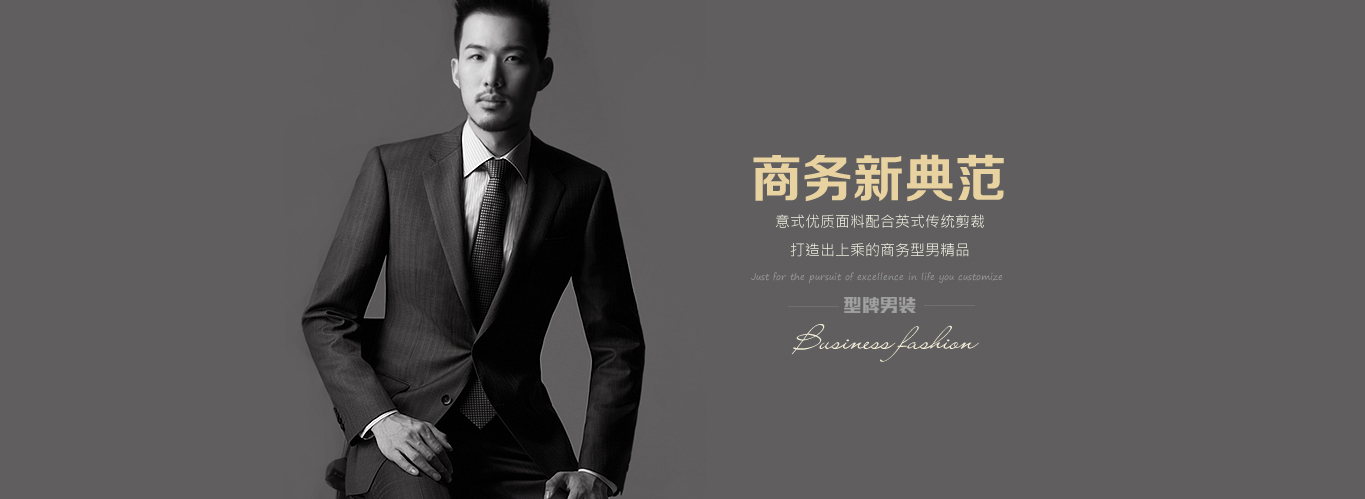 商务新典范
意式优质面料配合英式传统剪裁
打造出上乘的商务型男精品
Just for the pursuit of excellence in life you customize
型牌男装
Business fashion